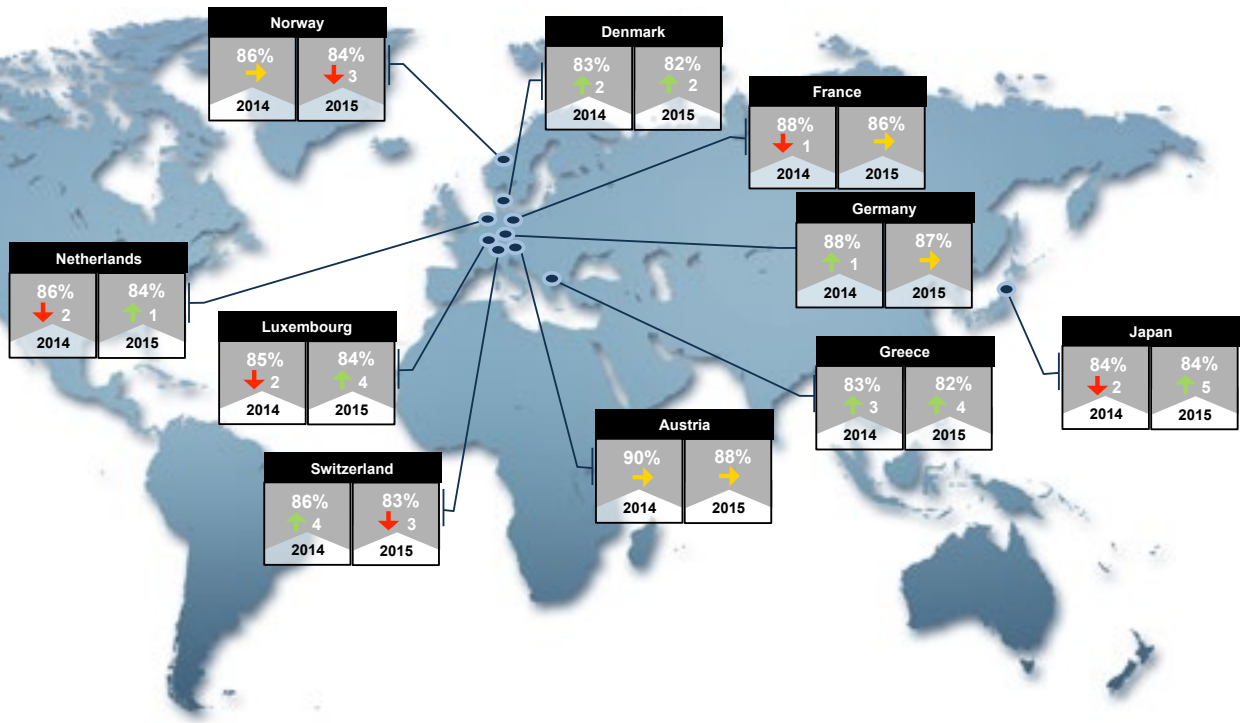 Norway
86% 84%
3
2014 2015
Denmark
83% 82%
2 2
2014 2015
France
88% 86%
1
2014 2015
Germany
88% 87%
1
2014 2015
Netherlands
86% 84%
2 1
2014 2015
Luxembourg
85% 84%
2 4
2014 2015
Greece
83% 82%
3 4
2014 2015
Japan
84% 84%
2 5
2014 2015
Austria
90% 88%
2014 2015
Switzerland
86% 83%
4 3
2014 2015